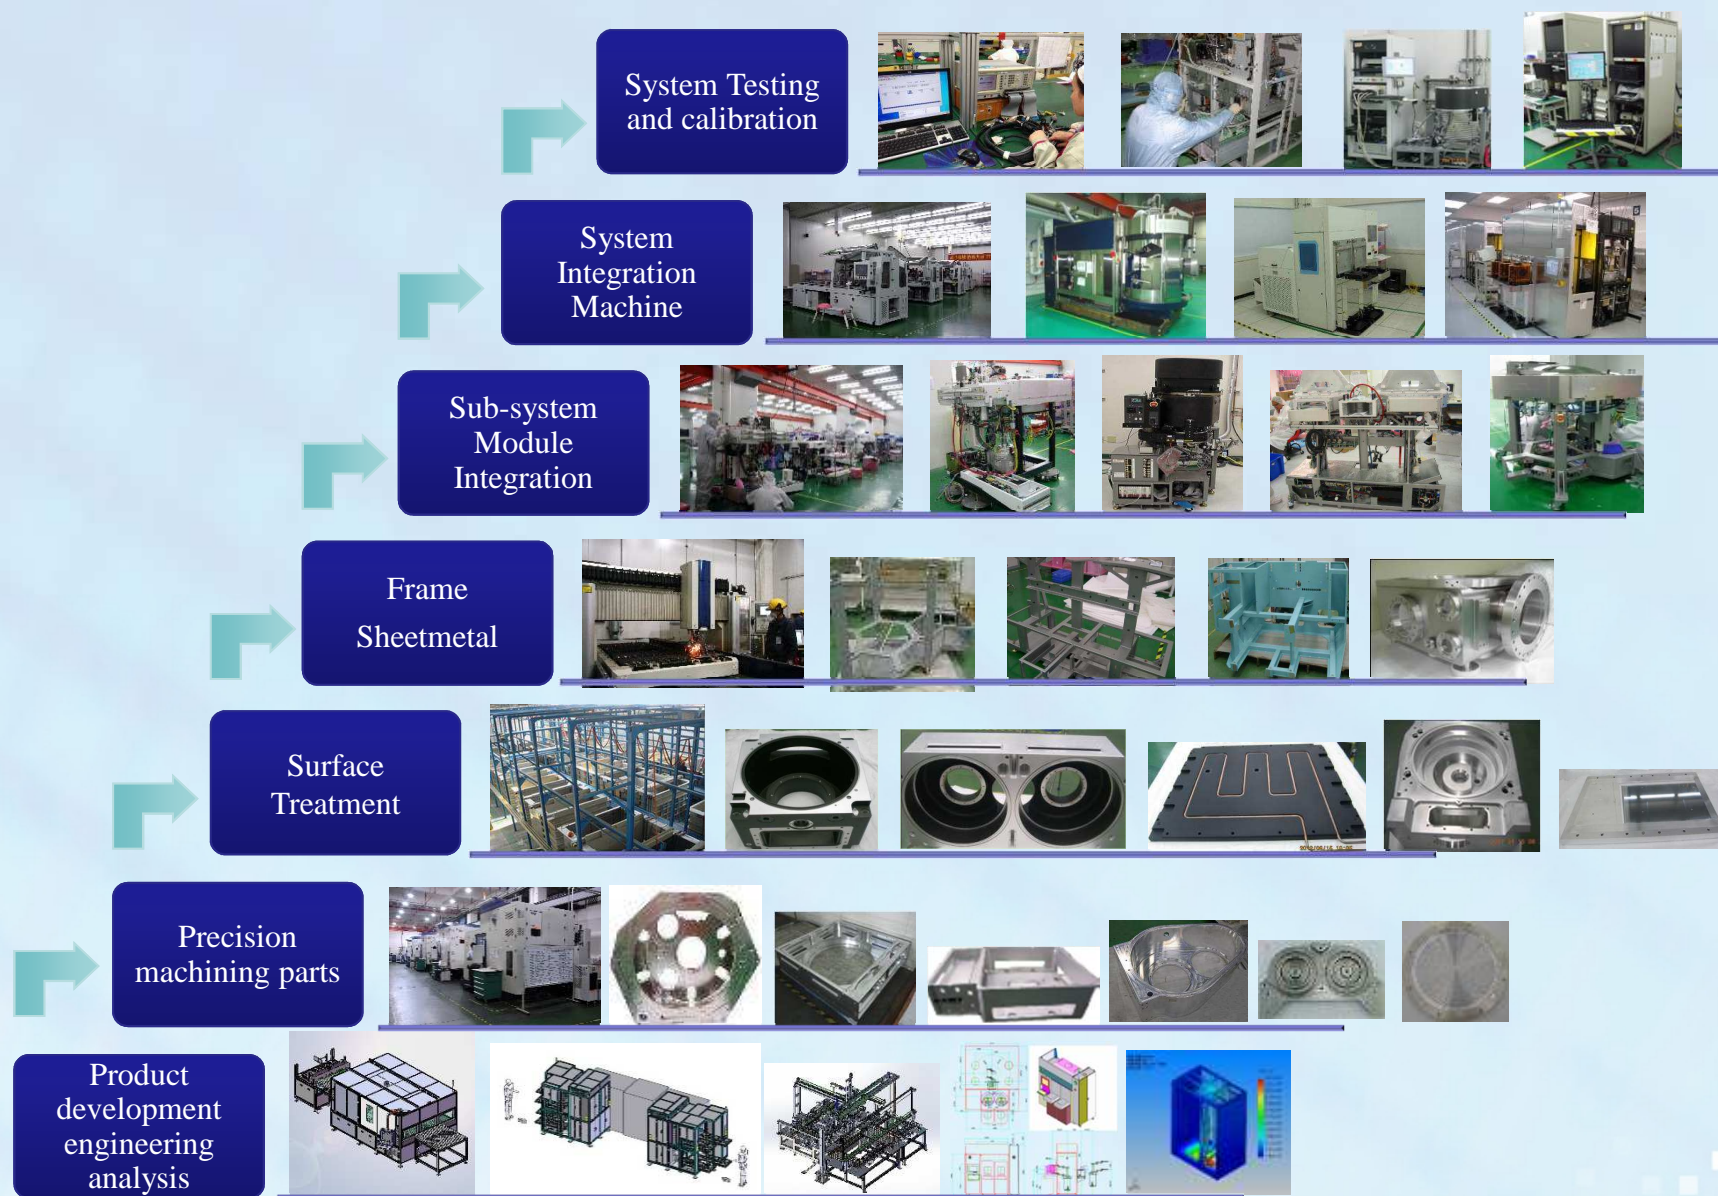 System Testing
and calibration
System
Integration
Machine
Sub-system
Module
Integration
Frame
Sheetmetal
Surface
Treatment
Precision
machining parts
Product
development
engineering
analysis